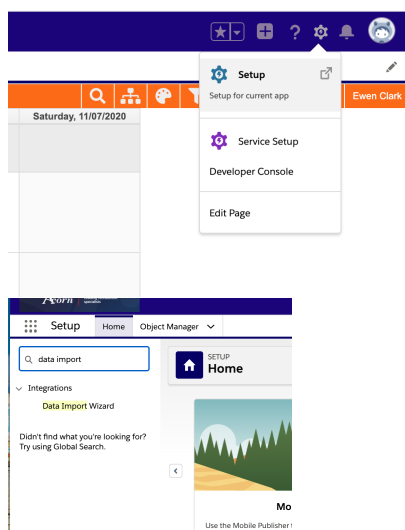 Setup
Setup for current app
Ewen Clark
Saturday, 11/07/2020
Service Setup
Developer Console
Edit Page
Acorn
Setup
Home
Object Manager
data import
SETUP
Home
Integrations
Data Import Wizard
Didn't find what you're looking for?
Try using Global Search.
Mo
Use the Mobile Publisher t